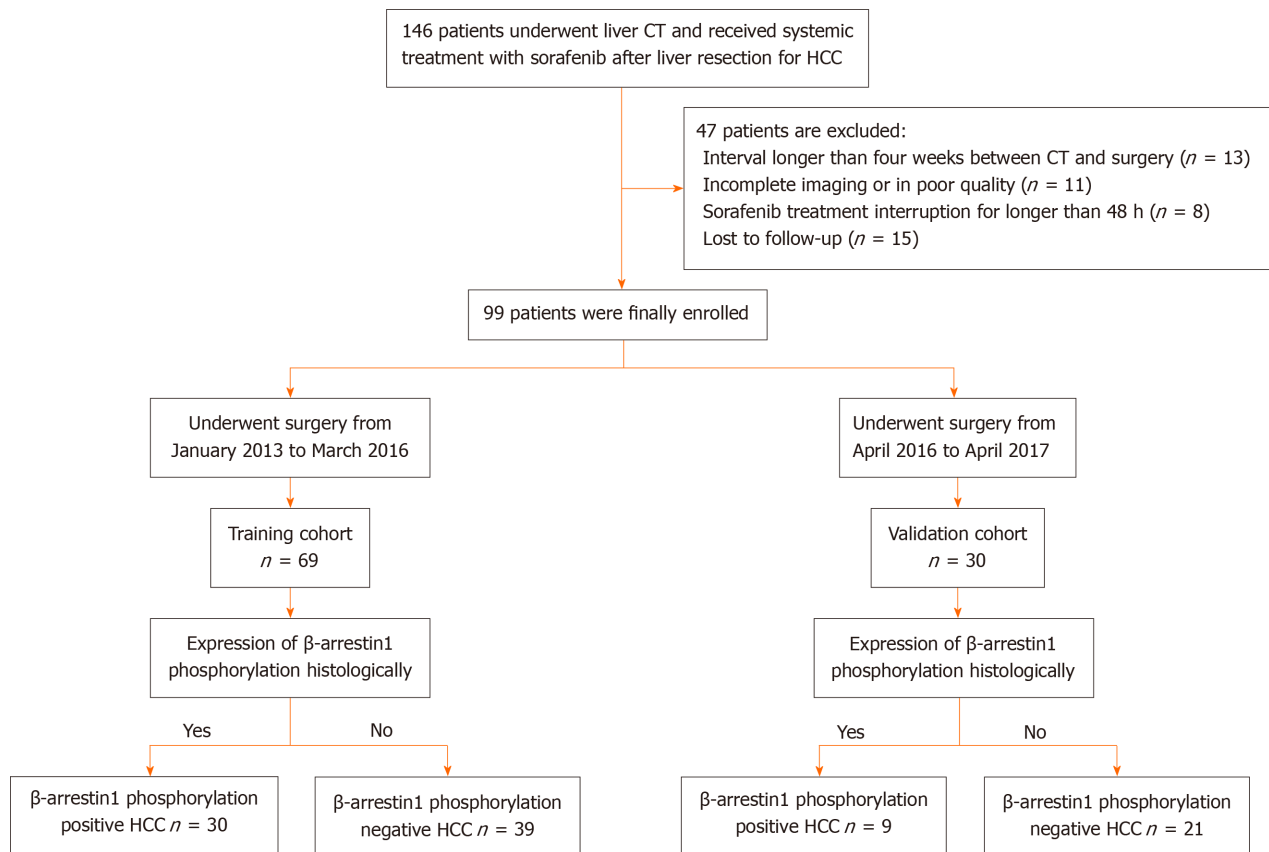 146 patients underwent liver CT and received systemic
treatment with sorafenib after liver resection for HCC
47 patients are excluded:
Interval longer than four weeks between CT and surgery (n = 13)
Incomplete imaging or in poor quality (n = 11)
Sorafenib treatment interruption for longer than 48 h (n = 8)
Lost to follow-up (n = 15)
99 patients were finally enrolled
Underwent surgery from
January 2013 to March 2016
Underwent surgery from
April 2016 to April 2017
Training cohort
n = 69
Validation cohort
n = 30
Expression of β-arrestin1
phosphorylation histologically
Expression of β-arrestin1
phosphorylation histologically
Yes
No
Yes
No
β-arrestin1 phosphorylation
positive HCC n = 30
β-arrestin1 phosphorylation
negative HCC n = 39
β-arrestin1 phosphorylation
positive HCC n = 9
β-arrestin1 phosphorylation
negative HCC n = 21